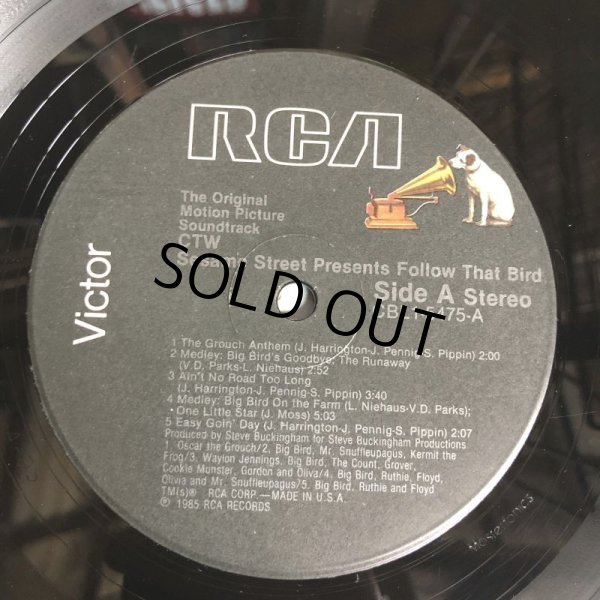 RCA
Victor
The Original
Motion Picture
Soundtrack
CTW
Sesame Street Presents Follow That Bird
SOLD OUT
Side A Stereo
5475-A
1 The Grouch Anthem (J. Harrington-J. Pennig-S. Pippin) 2:00
2 Medley: Big Bird's Goodbye, The Runaway
(V.D. Parks-L. Niehaus) 2:52
3 Ain't No Road Too Long
(J. Harrington-J. Pennig-S. Pippin) 3:40
4 Medley: Big Bird On the Farm (L. Niehaus-V.D. Parks);
• One Little Star (J. Moss) 5:03
5 Easy Goin' Day (J. Harrington-J. Pennig-S. Pippin) 2:07
Produced by Steve Buckingham for Steve Buckingham Productions
1. Oscar the Grouch/2. Big Bird, Mr. Snuffleupagus, Kermit the
Frog/3. Waylon Jennings, Big Bird, The Count, Grover,
Cookie Monster, Gordon and Olivia/4. Big Bird, Ruthie, Floyd,
Olivia and Mr. Snuffleupagus/5. Big Bird, Ruthie and Floyd
TM(s)® RCA CORP.—MADE IN U.S.A.
℗ 1985 RCA RECORDS
Masterfonics